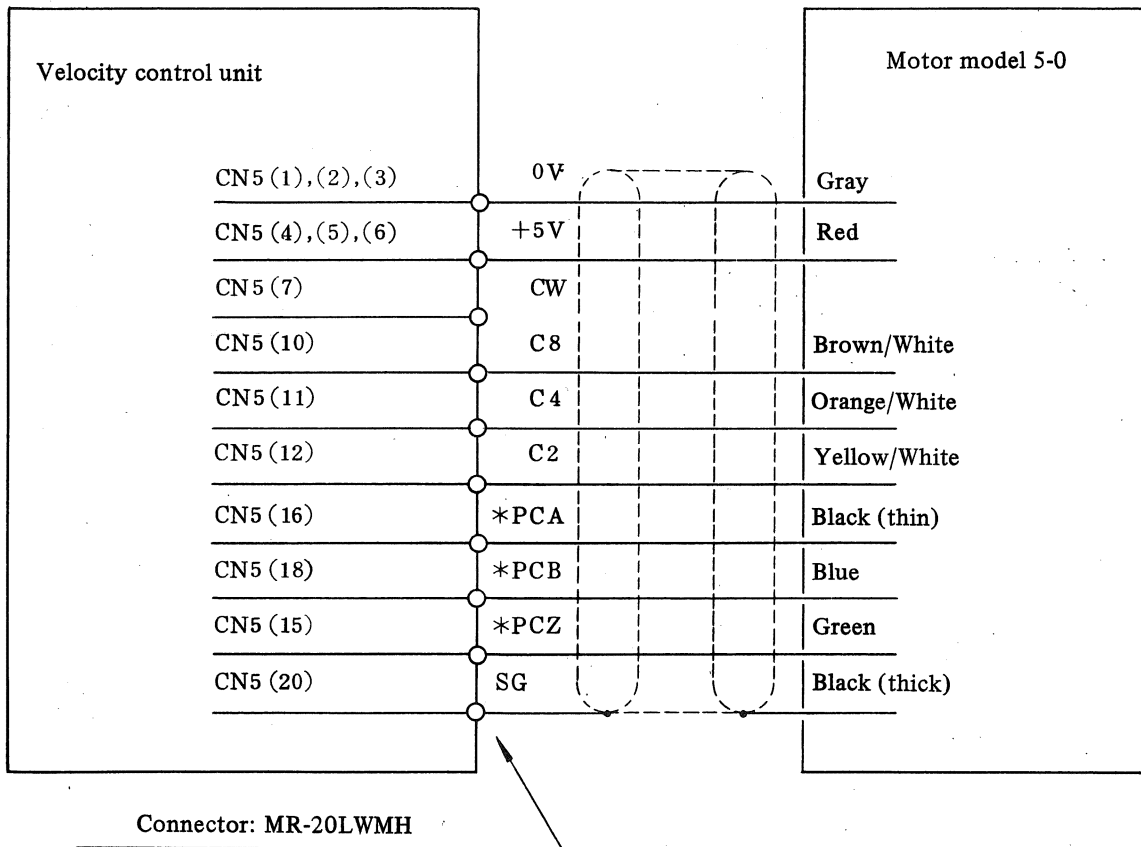 Velocity control unit
Motor model 5-0
CN5 (1), (2), (3) 0V Gray
CN5 (4), (5), (6) +5V Red
CN5 (7) CW
CN5 (10) C8 Brown/White
CN5 (11) C4 Orange/White
CN5 (12) C2 Yellow/White
CN5 (16) *PCA Black (thin)
CN5 (18) *PCB Blue
CN5 (15) *PCZ Green
CN5 (20) SG Black (thick)
Connector: MR-20LWMH